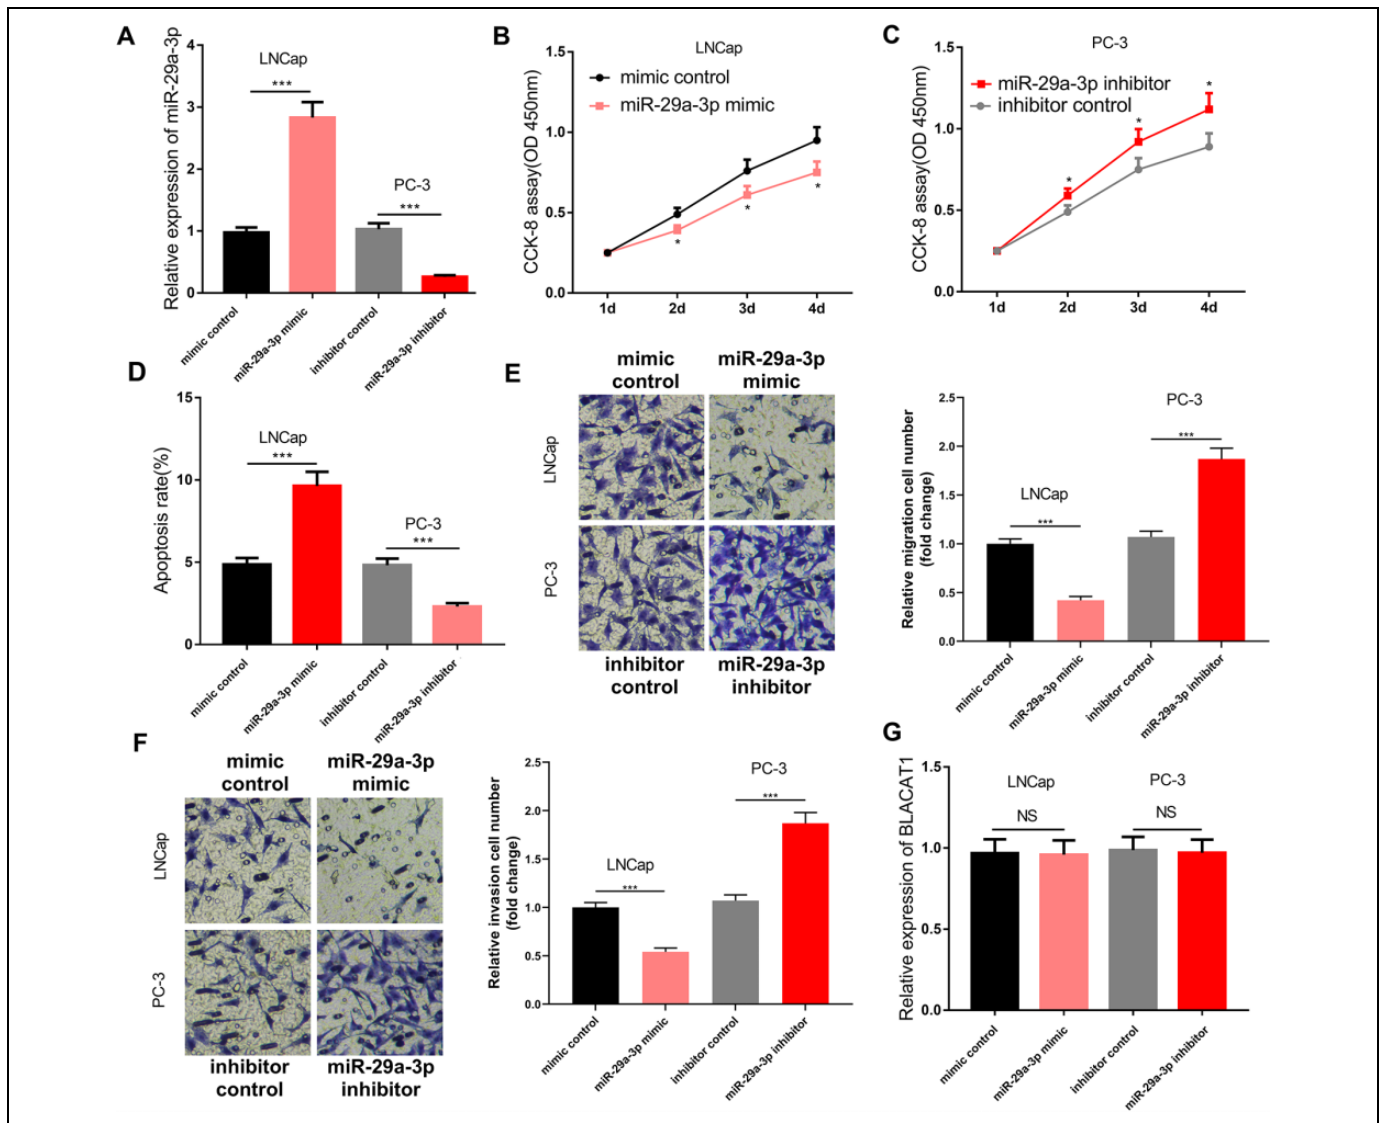 A
Relative expression of miR-29a-3p
4
3
2
1
0
LNCap
***
PC-3
***
mimic control
miR-29a-3p mimic
inhibitor control
miR-29a-3p inhibitor
B
LNCap
CCK-8 assay(OD 450nm)
1.5
1.0
0.5
0.0
mimic control
miR-29a-3p mimic
*
*
*
1d
2d
3d
4d
C
PC-3
CCK-8 assay(OD 450nm)
1.5
1.0
0.5
0.0
miR-29a-3p inhibitor
inhibitor control
*
*
*
1d
2d
3d
4d
D
Apoptosis rate(%)
15
10
5
0
LNCap
***
PC-3
***
mimic control
miR-29a-3p mimic
inhibitor control
miR-29a-3p inhibitor
E
mimic
control
miR-29a-3p
mimic
LNCap
PC-3
inhibitor
control
miR-29a-3p
inhibitor
Relative migration cell number
(fold change)
2.5
2.0
1.5
1.0
0.5
0.0
LNCap
***
PC-3
***
mimic control
miR-29a-3p mimic
inhibitor control
miR-29a-3p inhibitor
F
mimic
control
miR-29a-3p
mimic
LNCap
PC-3
inhibitor
control
miR-29a-3p
inhibitor
Relative invasion cell number
(fold change)
2.5
2.0
1.5
1.0
0.5
0.0
LNCap
***
PC-3
***
mimic control
miR-29a-3p mimic
inhibitor control
miR-29a-3p inhibitor
G
Relative expression of BLACAT1
1.5
1.0
0.5
0.0
LNCap
NS
PC-3
NS
mimic control
miR-29a-3p mimic
inhibitor control
miR-29a-3p inhibitor